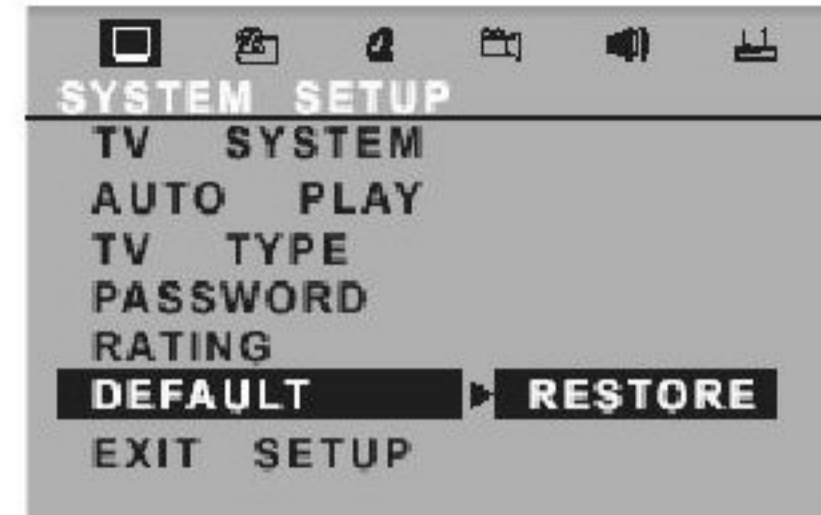 SYSTEM SETUP
TV SYSTEM
AUTO PLAY
TV TYPE
PASSWORD
RATING
DEFAULT RESTORE
EXIT SETUP